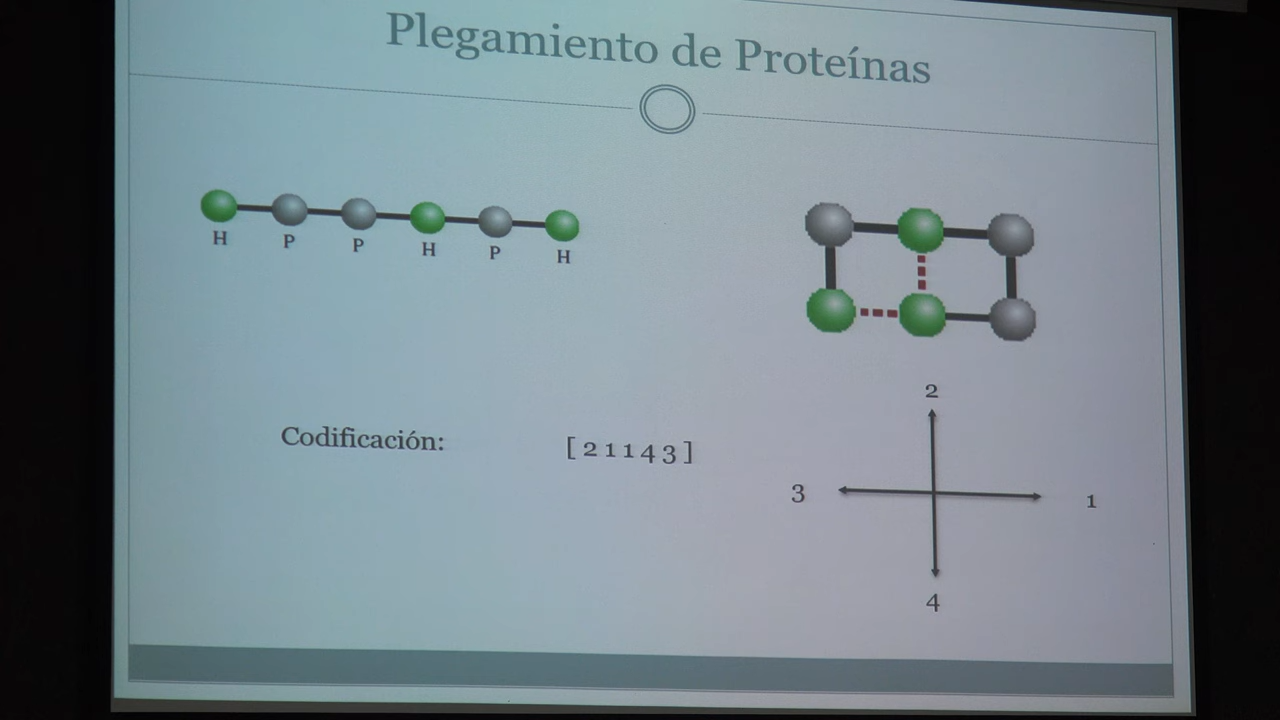 Plegamiento de Proteínas
H P P H P H
Codificación: [ 2 1 1 4 3 ]
2
3 1
4